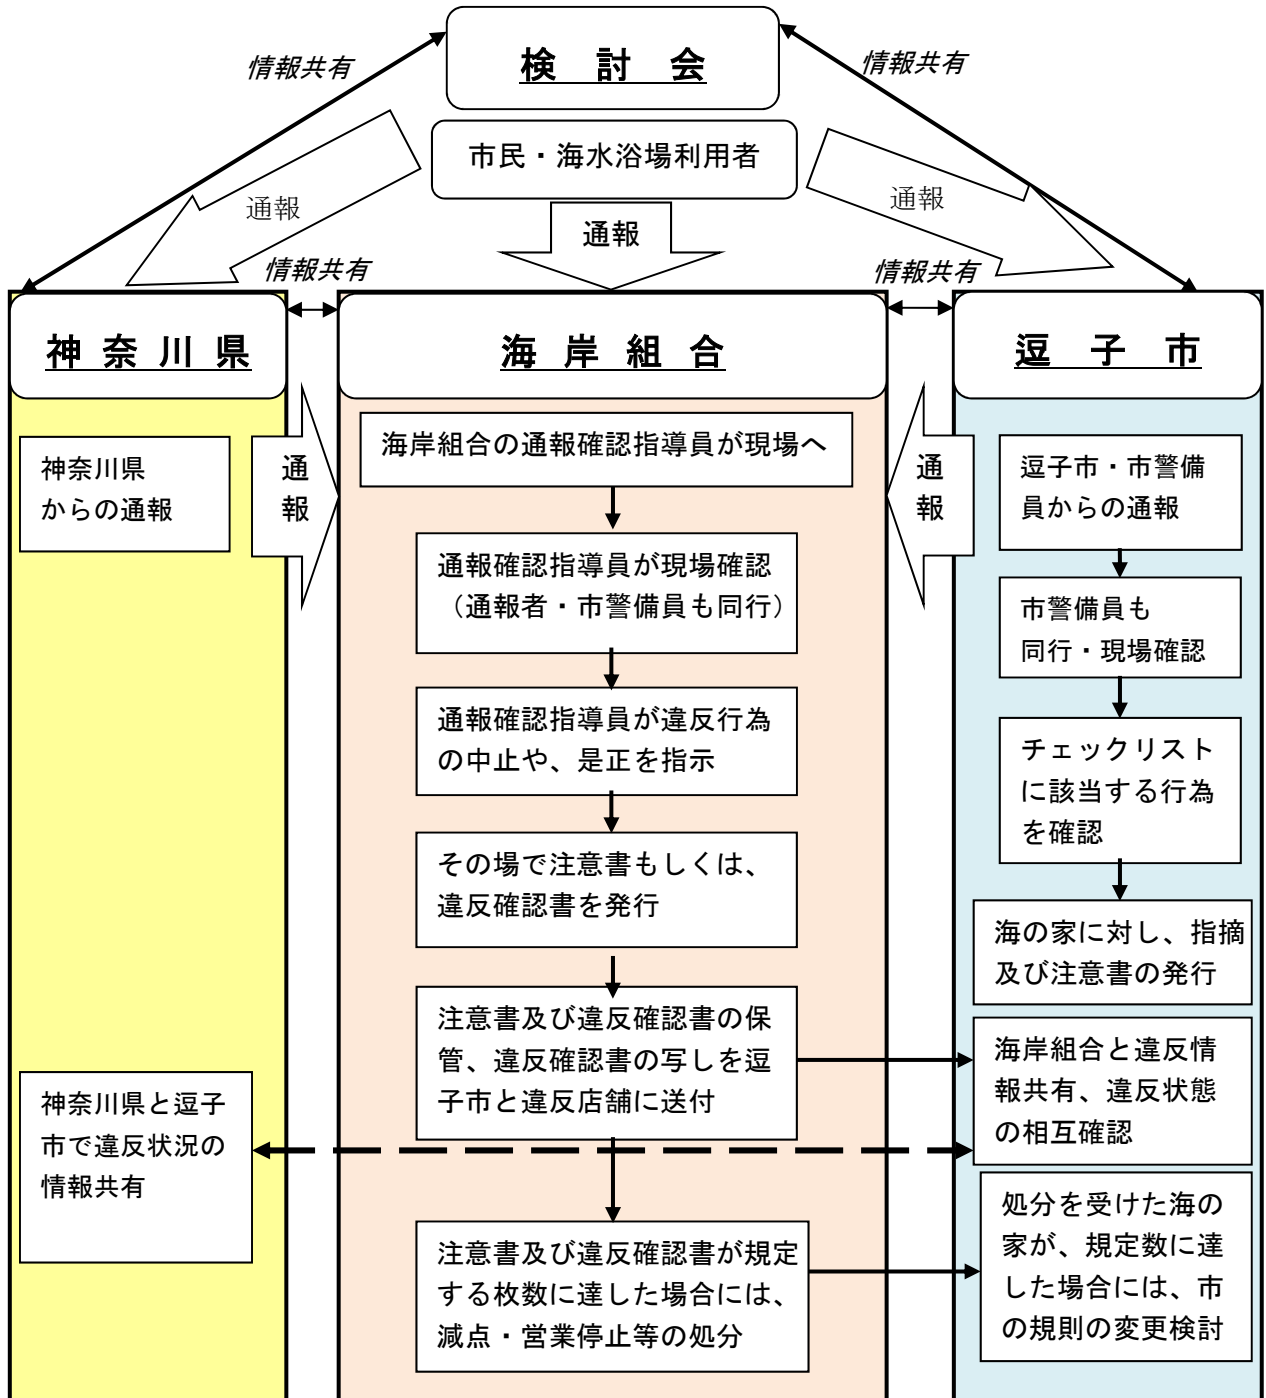 検 討 会
情報共有
情報共有
市民・海水浴場利用者
通報
通報
通報
情報共有
情報共有
神 奈 川 県
海 岸 組 合
逗 子 市
神奈川県
からの通報
通
報
海岸組合の通報確認指導員が現場へ
通報確認指導員が現場確認
（通報者・市警備員も同行）
通報確認指導員が違反行為
の中止や、是正を指示
その場で注意書もしくは、
違反確認書を発行
注意書及び違反確認書の保
管、違反確認書の写しを逗
子市と違反店舗に送付
注意書及び違反確認書が規定
する枚数に達した場合には、
減点・営業停止等の処分
通
報
逗子市・市警備
員からの通報
市警備員も
同行・現場確認
チェックリスト
に該当する行為
を確認
海の家に対し、指摘
及び注意書の発行
海岸組合と違反情
報共有、違反状態
の相互確認
処分を受けた海の
家が、規定数に達
した場合には、市
の規則の変更検討
神奈川県と逗子
市で違反状況の
情報共有